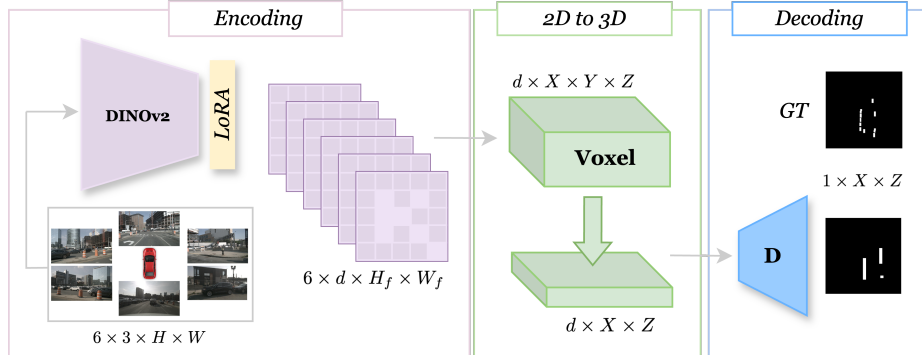 Encoding
2D to 3D
Decoding
DINOv2
LoRA
d × X × Y × Z
Voxel
GT
1 × X × Z
D
6 × d × H_f × W_f
d × X × Z
6 × 3 × H × W